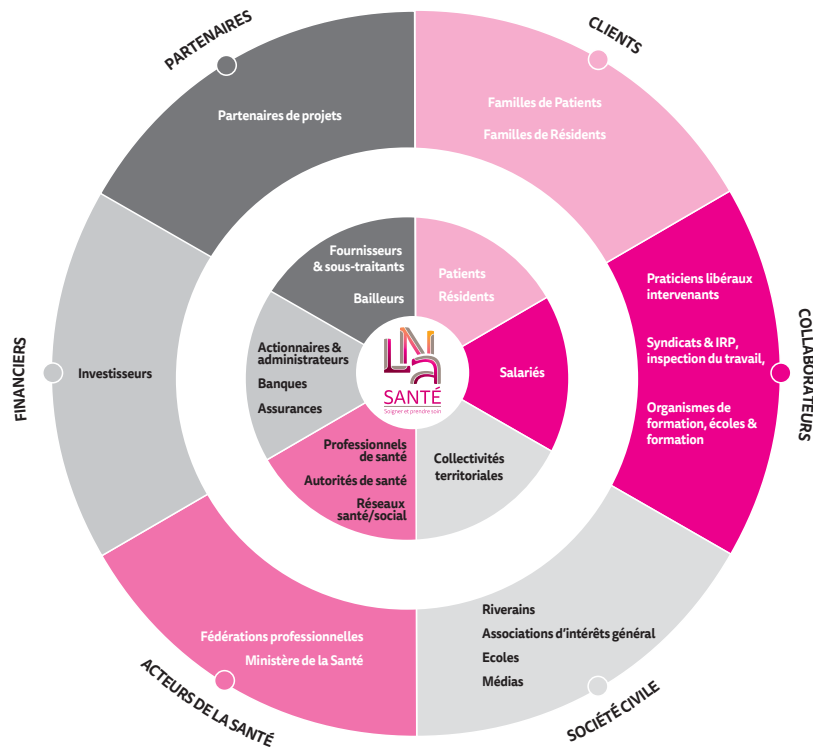 PARTENAIRES
CLIENTS
Partenaires de projets
Familles de Patients
Familles de Résidents
Fournisseurs
& sous-traitants
Bailleurs
Patients
Résidents
Praticiens libéraux
intervenants
Syndicats & IRP,
inspection du travail,
Organismes de
formation, écoles &
formation
COLLABORATEURS
FINANCIERS
Investisseurs
Actionnaires &
administrateurs
Banques
Assurances
LNA
SANTÉ
Soigner et prendre soin
Salariés
Professionnels
de santé
Autorités de santé
Réseaux
santé/social
Collectivités
territoriales
Fédérations professionnelles
Ministère de la Santé
Riverains
Associations d'intérêts général
Ecoles
Médias
ACTEURS DE LA SANTÉ
SOCIÉTÉ CIVILE